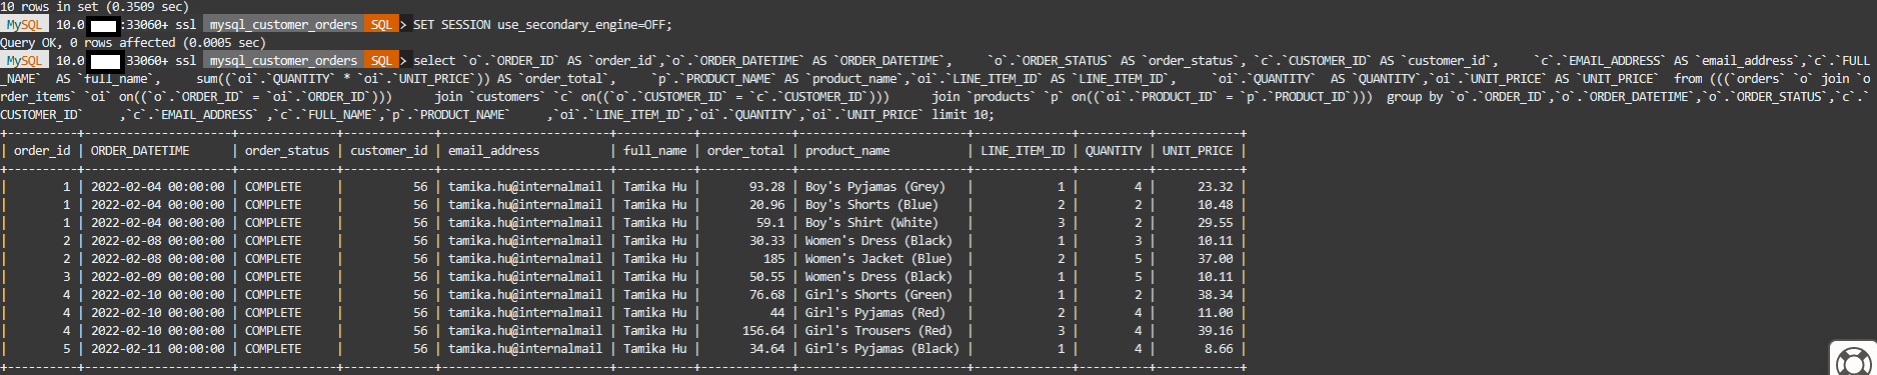 10 rows in set (0.3509 sec)
MySQL 10.0 :33060+ ssl mysql_customer_orders SQL > SET SESSION use_secondary_engine=OFF;
Query OK, 0 rows affected (0.0005 sec)
MySQL 10.0 :33060+ ssl mysql_customer_orders SQL > select `o`.`ORDER_ID` AS `order_id`,`o`.`ORDER_DATETIME` AS `ORDER_DATETIME`, `o`.`ORDER_STATUS` AS `order_status`, `c`.`CUSTOMER_ID` AS `customer_id`, `c`.`EMAIL_ADDRESS` AS `email_address`,`c`.`FULL
_NAME` AS `full_name`, sum((`oi`.`QUANTITY` * `oi`.`UNIT_PRICE`)) AS `order_total`, `p`.`PRODUCT_NAME` AS `product_name`,`oi`.`LINE_ITEM_ID` AS `LINE_ITEM_ID`, `oi`.`QUANTITY` AS `QUANTITY`,`oi`.`UNIT_PRICE` AS `UNIT_PRICE` from (((`orders` `o` join `o
rder_items` `oi` on((`o`.`ORDER_ID` = `oi`.`ORDER_ID`))) join `customers` `c` on((`o`.`CUSTOMER_ID` = `c`.`CUSTOMER_ID`))) join `products` `p` on((`oi`.`PRODUCT_ID` = `p`.`PRODUCT_ID`))) group by `o`.`ORDER_ID`,`o`.`ORDER_DATETIME`,`o`.`ORDER_STATUS`,`c`.`
CUSTOMER_ID` ,`c`.`EMAIL_ADDRESS` ,`c`.`FULL_NAME`,`p`.`PRODUCT_NAME` ,`oi`.`LINE_ITEM_ID`,`oi`.`QUANTITY`,`oi`.`UNIT_PRICE` limit 10;
| order_id | ORDER_DATETIME | order_status | customer_id | email_address | full_name | order_total | product_name | LINE_ITEM_ID | QUANTITY | UNIT_PRICE |
| 1 | 2022-02-04 00:00:00 | COMPLETE | 56 | tamika.hu@internalmail | Tamika Hu | 93.28 | Boy's Pyjamas (Grey) | 1 | 4 | 23.32 |
| 1 | 2022-02-04 00:00:00 | COMPLETE | 56 | tamika.hu@internalmail | Tamika Hu | 20.96 | Boy's Shorts (Blue) | 2 | 2 | 10.48 |
| 1 | 2022-02-04 00:00:00 | COMPLETE | 56 | tamika.hu@internalmail | Tamika Hu | 59.1 | Boy's Shirt (White) | 3 | 2 | 29.55 |
| 2 | 2022-02-08 00:00:00 | COMPLETE | 56 | tamika.hu@internalmail | Tamika Hu | 30.33 | Women's Dress (Black) | 1 | 3 | 10.11 |
| 2 | 2022-02-08 00:00:00 | COMPLETE | 56 | tamika.hu@internalmail | Tamika Hu | 185 | Women's Jacket (Blue) | 2 | 5 | 37.00 |
| 3 | 2022-02-09 00:00:00 | COMPLETE | 56 | tamika.hu@internalmail | Tamika Hu | 50.55 | Women's Dress (Black) | 1 | 5 | 10.11 |
| 4 | 2022-02-10 00:00:00 | COMPLETE | 56 | tamika.hu@internalmail | Tamika Hu | 76.68 | Girl's Shorts (Green) | 1 | 2 | 38.34 |
| 4 | 2022-02-10 00:00:00 | COMPLETE | 56 | tamika.hu@internalmail | Tamika Hu | 44 | Girl's Pyjamas (Red) | 2 | 4 | 11.00 |
| 4 | 2022-02-10 00:00:00 | COMPLETE | 56 | tamika.hu@internalmail | Tamika Hu | 156.64 | Girl's Trousers (Red) | 3 | 4 | 39.16 |
| 5 | 2022-02-11 00:00:00 | COMPLETE | 56 | tamika.hu@internalmail | Tamika Hu | 34.64 | Girl's Pyjamas (Black) | 1 | 4 | 8.66 |